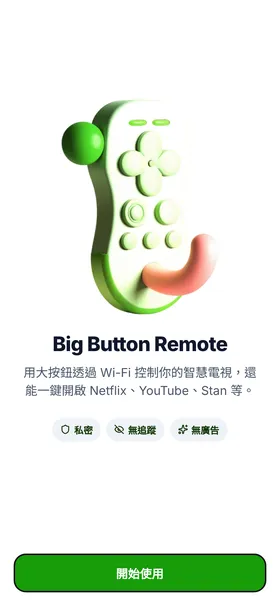 Big Button Remote
用大按鈕透過 Wi-Fi 控制你的智慧電視，還
能一鍵開啟 Netflix、YouTube、Stan 等。
私密
無追蹤
無廣告
開始使用